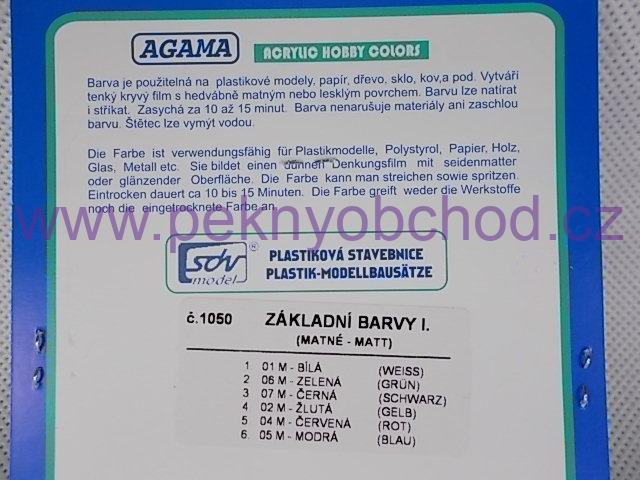 AGAMA ACRYLIC HOBBY COLORS
Barva je použitelná na plastikové modely, papír, dřevo, sklo, kov,a pod. Vytváří
tenký kryvý film s hedvábně matným nebo lesklým povrchem. Barvu lze natírat
i stříkat. Zasychá za 10 až 15 minut. Barva nenarušuje materiály ani zaschlou
barvu. Štětec lze vymýt vodou.
Die Farbe ist verwendungsfähig für Plastikmodelle, Polystyrol, Papier, Holz,
Glas, Metall etc. Sie bildet einen dünnen Denkungsfilm mit seidenmatter
oder glänzender Oberfläche. Die Farbe kann man streichen sowie spritzen.
Eintrocken dauert ca 10 bis 15 Minuten. Die Farbe greift weder die Werkstoffe
noch die eingetrocknete Farbe an.
www.peknyobchod.cz
sdv model ® PLASTIKOVÁ STAVEBNICE
PLASTIK-MODELLBAUSÄTZE
č.1050 ZÁKLADNÍ BARVY I.
(MATNÉ - MATT)
1 01 M - BÍLÁ (WEISS)
2 06 M - ZELENÁ (GRÜN)
3 07 M - ČERNÁ (SCHWARZ)
4 02 M - ŽLUTÁ (GELB)
5 04 M - ČERVENÁ (ROT)
6. 05 M - MODRÁ (BLAU)